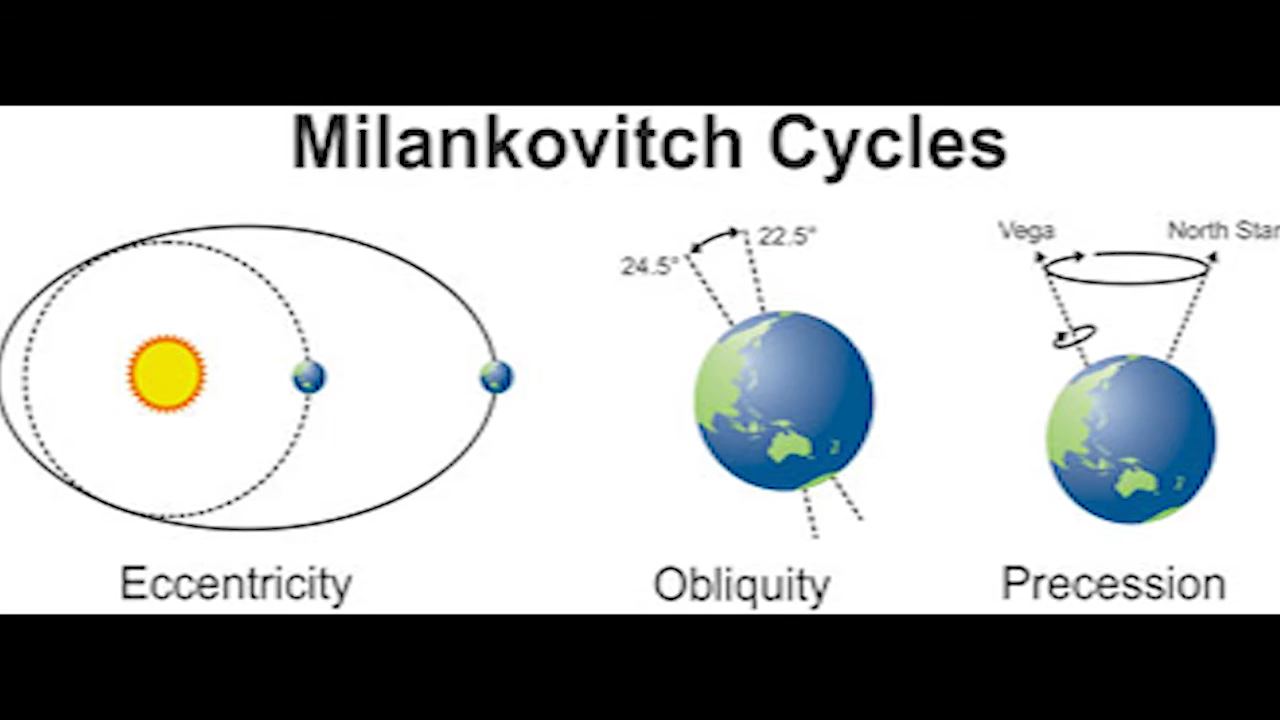 Milankovitch Cycles
22.5°
24.5°
Vega
North Star
Eccentricity
Obliquity
Precession